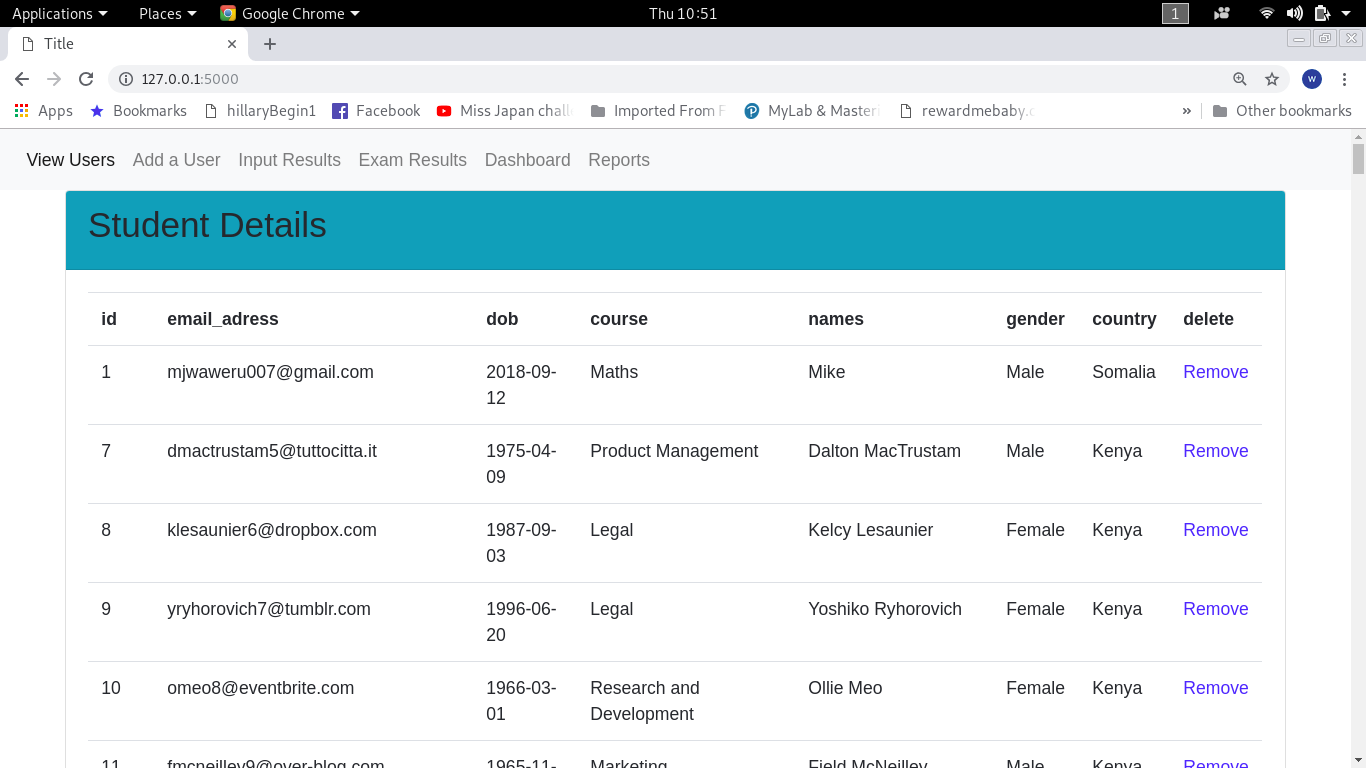 Applications Places Google Chrome Thu 10:51 1
Title
127.0.0.1:5000 W
Apps Bookmarks hillaryBegin1 Facebook Miss Japan chall Imported From F MyLab & Masteri rewardmebaby.c » Other bookmarks
View Users Add a User Input Results Exam Results Dashboard Reports
Student Details
id email_adress dob course names gender country delete
1 mjwaweru007@gmail.com 2018-09-12 Maths Mike Male Somalia Remove
7 dmactrustam5@tuttocitta.it 1975-04-09 Product Management Dalton MacTrustam Male Kenya Remove
8 klesaunier6@dropbox.com 1987-09-03 Legal Kelcy Lesaunier Female Kenya Remove
9 yryhorovich7@tumblr.com 1996-06-20 Legal Yoshiko Ryhorovich Female Kenya Remove
10 omeo8@eventbrite.com 1966-03-01 Research and Development Ollie Meo Female Kenya Remove
11 fmcneilley9@over-blog.com 1965-11- Marketing Field McNeilley Male Kenya Remove